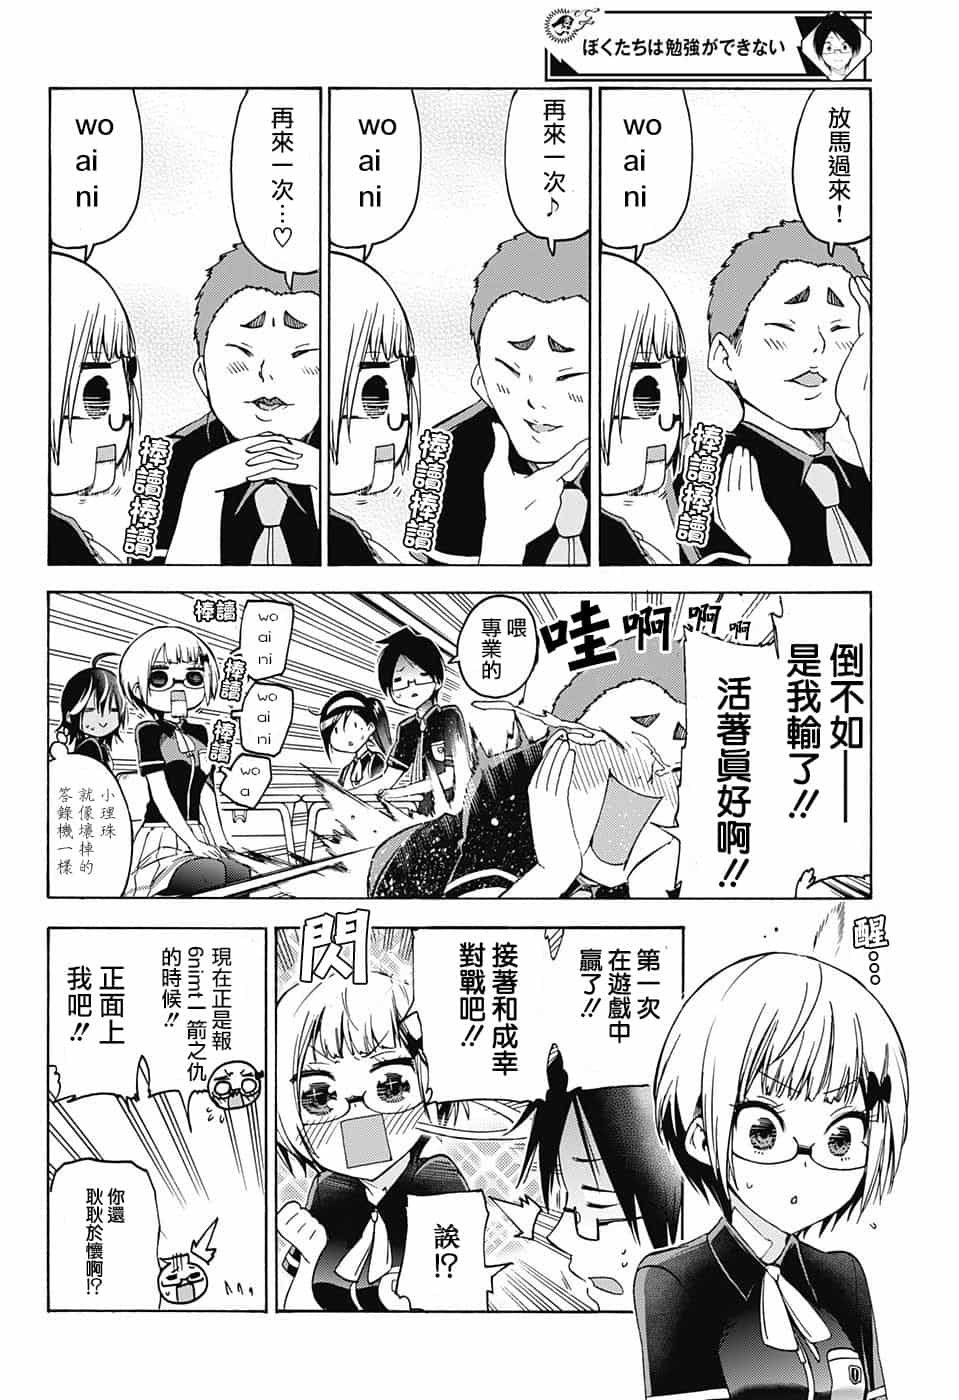 ぼくたちは勉強ができない
放馬過來！
wo
ai
ni
棒讀棒讀
再來一次♪
wo
ai
ni
棒讀棒讀
再來一次…♡
wo
ai
ni
棒讀棒讀
倒不如——
是我輸了!!
活著真好啊!!
哇啊啊啊
喂
專業的
棒讀
wo
ai
ni
棒讀
wo
ai
ni
棒讀
wo
a
小理珠
就像壞掉的
答錄機一樣
醒…
第一次
在遊戲中
贏了!!
接著和成幸
對戰吧!!
閃
誒!?
現在正是報
6nimt一箭之仇
的時候!!
正面上
我吧!!
你還
耿耿於懷啊!?